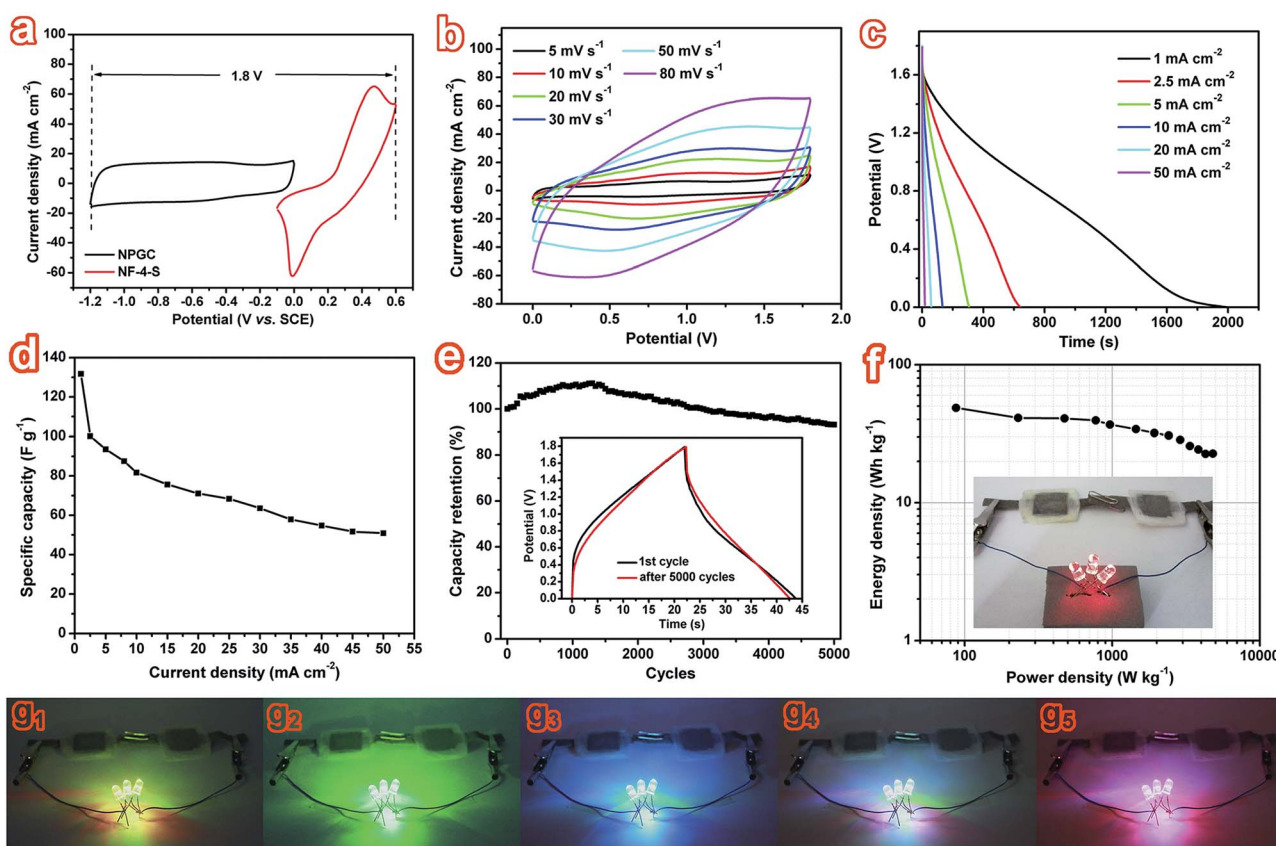 a
Current density (mA cm-2)
100
80
60
40
20
0
-20
-40
-60
1.8 V
NPGC
NF-4-S
-1.2 -1.0 -0.8 -0.6 -0.4 -0.2 0.0 0.2 0.4 0.6
Potential (V vs. SCE)
b
Current density (mA cm-2)
100
80
60
40
20
0
-20
-40
-60
-80
5 mV s-1
10 mV s-1
20 mV s-1
30 mV s-1
50 mV s-1
80 mV s-1
0.0 0.5 1.0 1.5 2.0
Potential (V)
c
Potential (V)
1.6
1.2
0.8
0.4
0.0
1 mA cm-2
2.5 mA cm-2
5 mA cm-2
10 mA cm-2
20 mA cm-2
50 mA cm-2
0 400 800 1200 1600 2000
Time (s)
d
Specific capacity (F g-1)
140
120
100
80
60
40
20
0
0 5 10 15 20 25 30 35 40 45 50 55
Current density (mA cm-2)
e
Capacity retention (%)
120
100
80
60
40
20
0
Potential (V)
1.8
1.6
1.4
1.2
1.0
0.8
0.6
0.4
0.2
0.0
1st cycle
after 5000 cycles
0 5 10 15 20 25 30 35 40 45
Time (s)
0 1000 2000 3000 4000 5000
Cycles
f
Energy density (Wh kg-1)
100
10
1
100 1000 10000
Power density (W kg-1)
g1 g2 g3 g4 g5